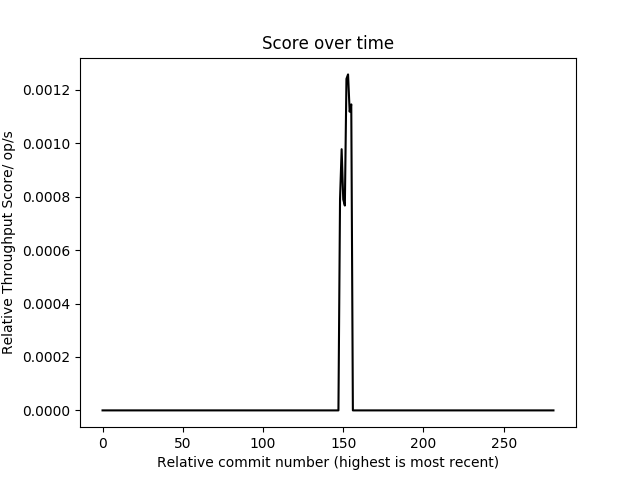 Score over time
Relative Throughput Score/ op/s
0.0012
0.0010
0.0008
0.0006
0.0004
0.0002
0.0000
0 50 100 150 200 250
Relative commit number (highest is most recent)